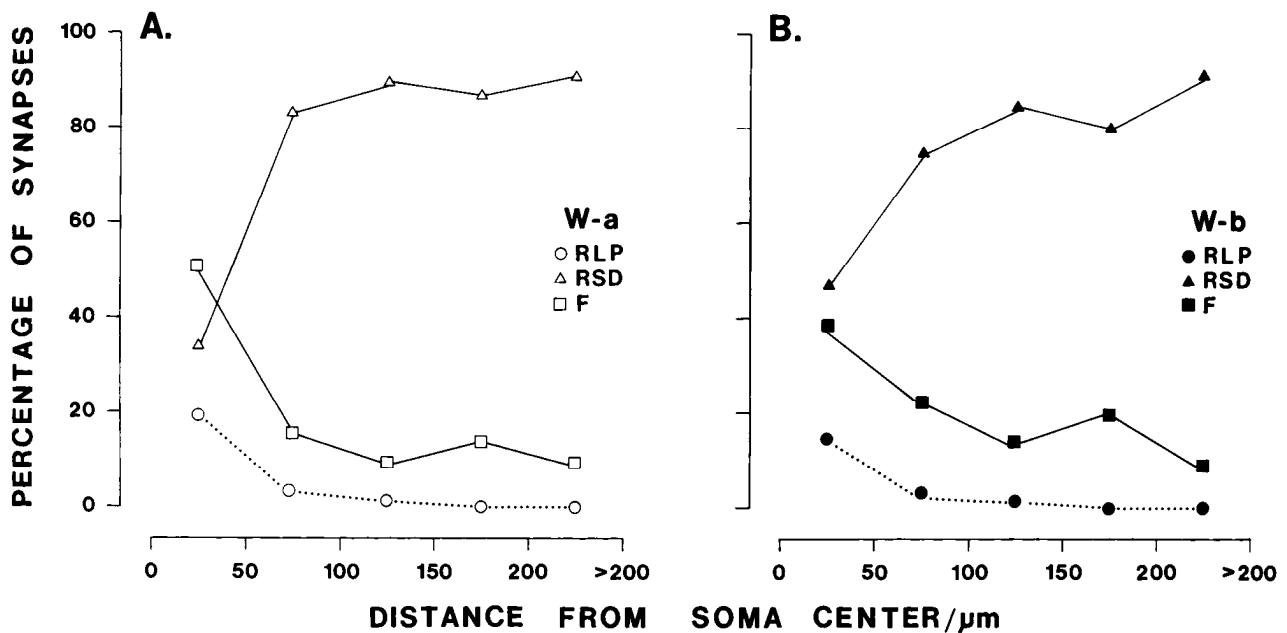 A.
B.
PERCENTAGE OF SYNAPSES
100
80
60
40
20
0
W-a
RLP
RSD
F
W-b
RLP
RSD
F
0 50 100 150 200 >200
0 50 100 150 200 >200
DISTANCE FROM SOMA CENTER/µm